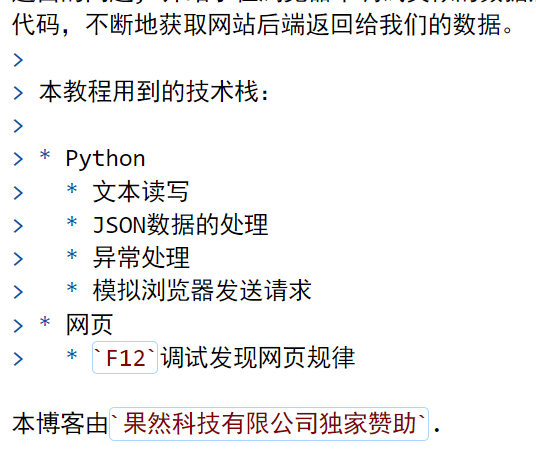 代码，不断地获取网站后端返回给我们的数据。
>
> 本教程用到的技术栈：
>
> * Python
>   * 文本读写
>   * JSON数据的处理
>   * 异常处理
>   * 模拟浏览器发送请求
> * 网页
>   * `F12`调试发现网页规律
本博客由`果然科技有限公司独家赞助`.